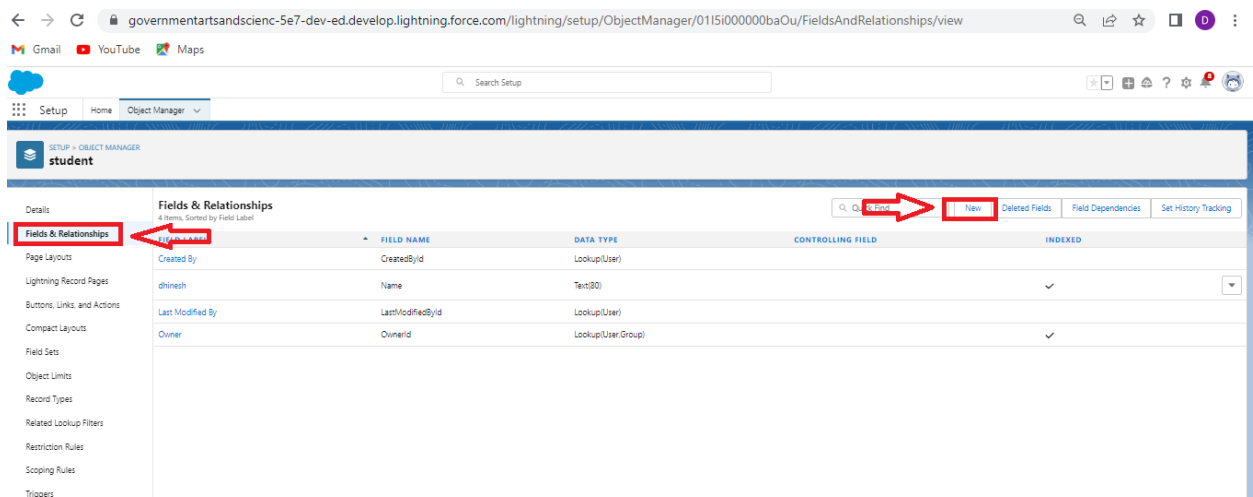 governmentartsandscienc-5e7-dev-ed.develop.lightning.force.com/lightning/setup/ObjectManager/01I5i000000baOu/FieldsAndRelationships/view
D
Gmail YouTube Maps
Search Setup
8
Setup Home Object Manager
SETUP > OBJECT MANAGER
student
Details
Fields & Relationships
Page Layouts
Lightning Record Pages
Buttons, Links, and Actions
Compact Layouts
Field Sets
Object Limits
Record Types
Related Lookup Filters
Restriction Rules
Scoping Rules
Triggers
Fields & Relationships
4 Items, Sorted by Field Label
Quick Find New Deleted Fields Field Dependencies Set History Tracking
FIELD LABEL FIELD NAME DATA TYPE CONTROLLING FIELD INDEXED
Created By CreatedById Lookup(User)
dhinesh Name Text(80)
Last Modified By LastModifiedById Lookup(User)
Owner OwnerId Lookup(User,Group)